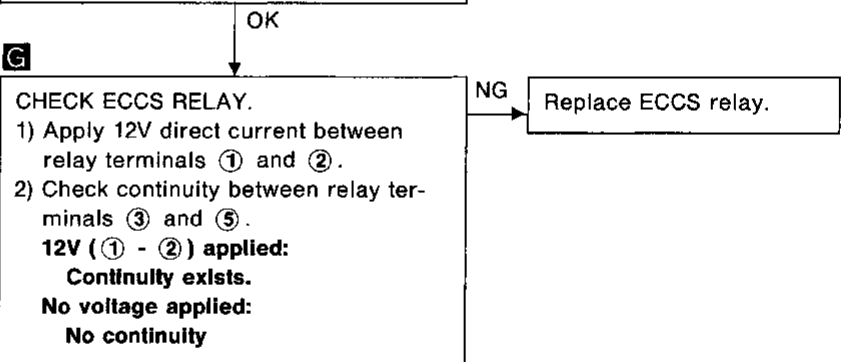 OK
G
CHECK ECCS RELAY.
1) Apply 12V direct current between
relay terminals ① and ②.
2) Check continuity between relay ter-
minals ③ and ⑤.
12V (① - ②) applied:
Continuity exists.
No voltage applied:
No continuity
NG
Replace ECCS relay.